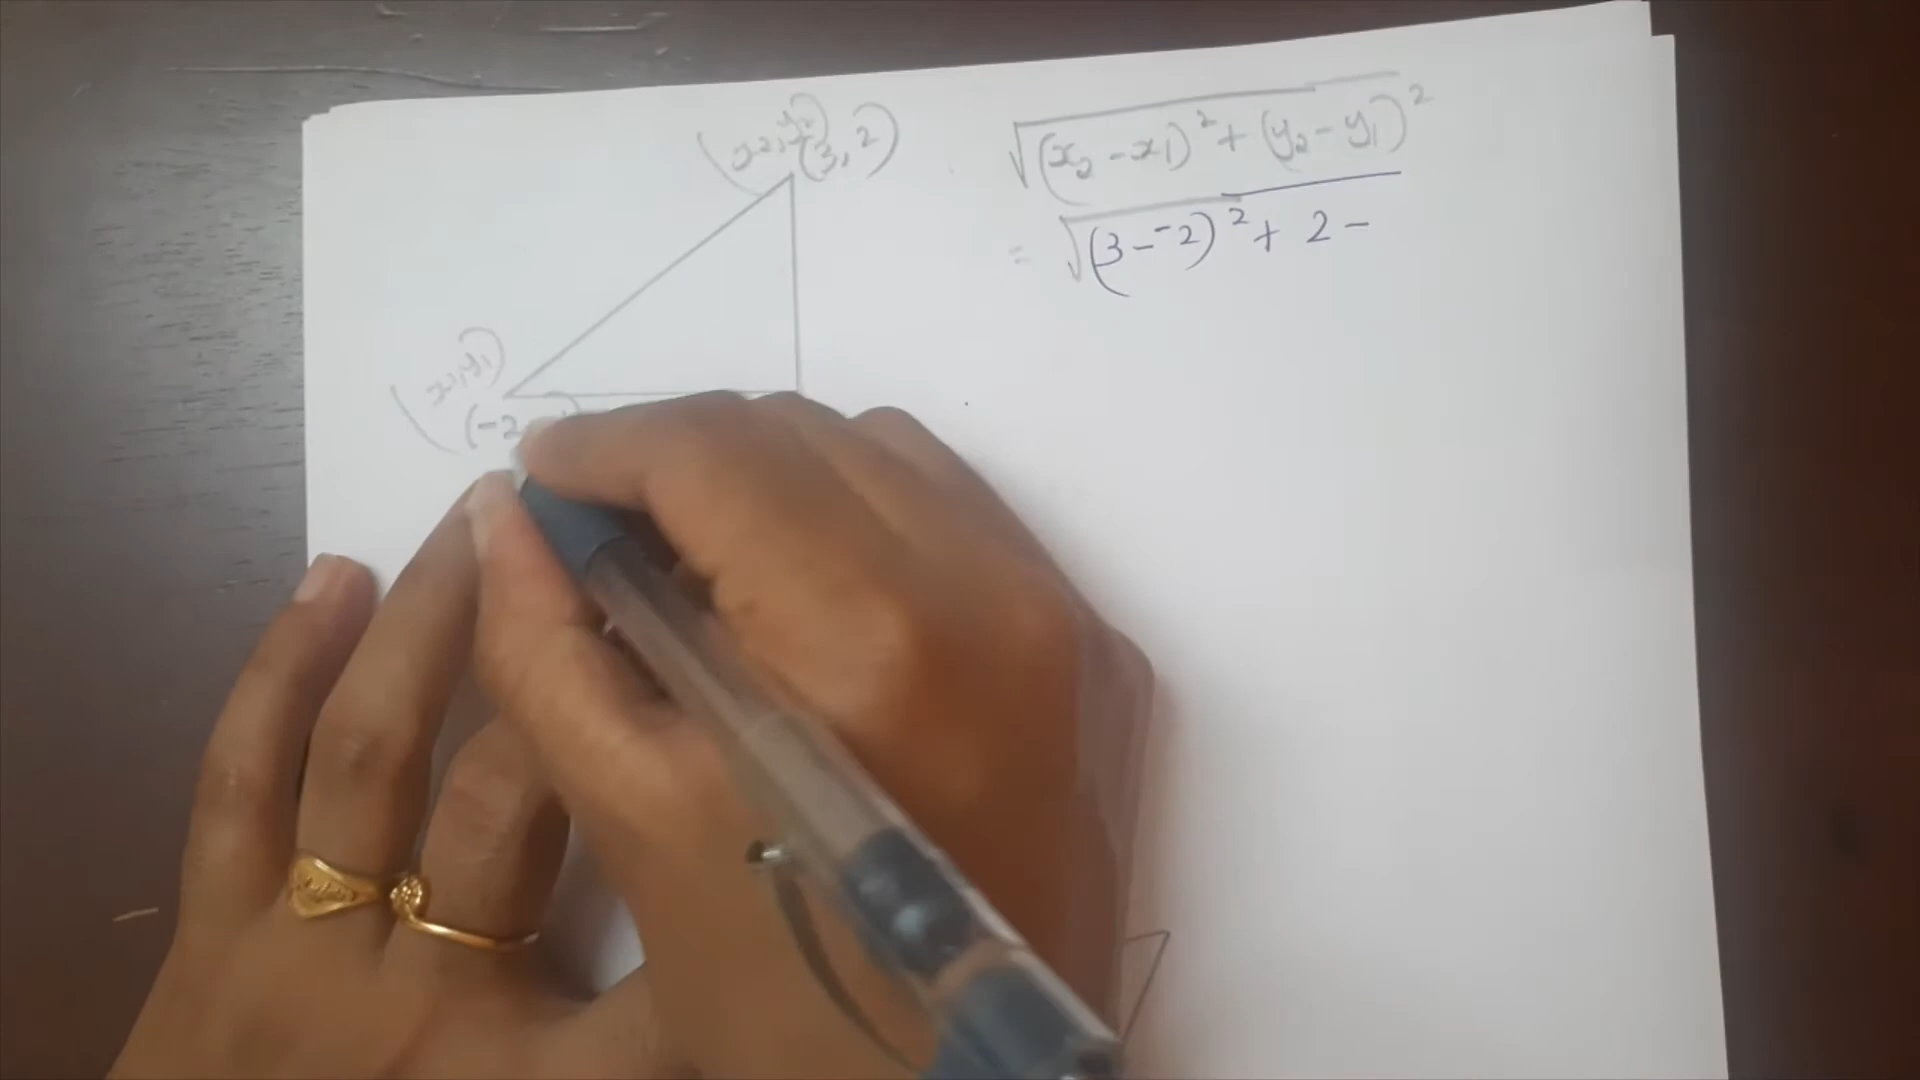 (x2,y2)
(3, 2)
√(x₂ - x₁)² + (y₂ - y₁)²
= √(3 - ⁻2)² + 2 -
(x1,y1)
(-2